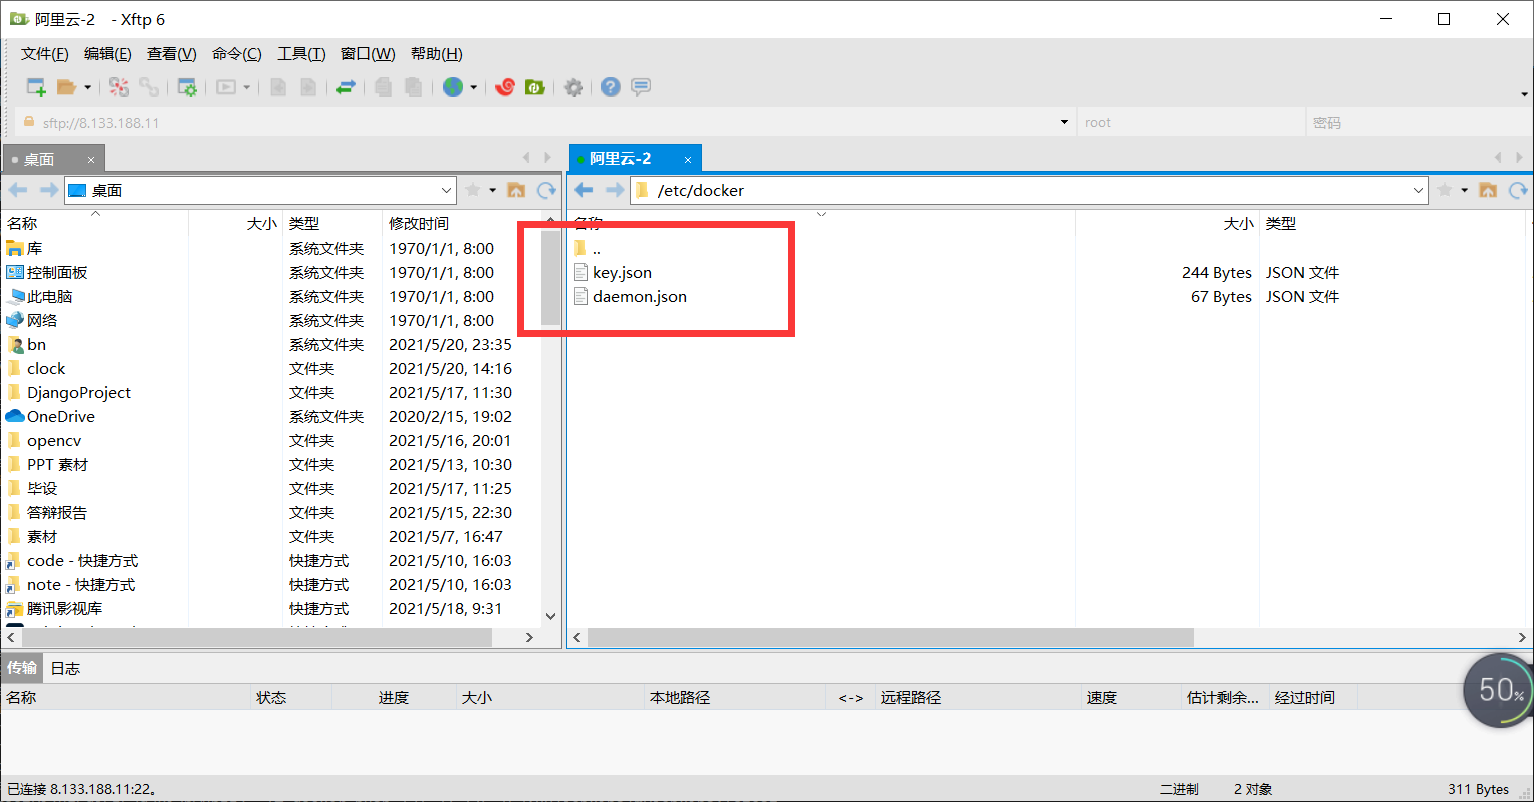 阿里云-2 - Xftp 6
文件(F) 编辑(E) 查看(V) 命令(C) 工具(T) 窗口(W) 帮助(H)
sftp://8.133.188.11 root 密码
桌面 阿里云-2
桌面 /etc/docker
名称 大小 类型 修改时间 名称 大小 类型
库 系统文件夹 1970/1/1, 8:00 ..
控制面板 系统文件夹 1970/1/1, 8:00 key.json 244 Bytes JSON 文件
此电脑 系统文件夹 1970/1/1, 8:00 daemon.json 67 Bytes JSON 文件
网络 系统文件夹 1970/1/1, 8:00
bn 系统文件夹 2021/5/20, 23:35
clock 文件夹 2021/5/20, 14:16
DjangoProject 文件夹 2021/5/17, 11:30
OneDrive 系统文件夹 2020/2/15, 19:02
opencv 文件夹 2021/5/16, 20:01
PPT 素材 文件夹 2021/5/13, 10:30
毕设 文件夹 2021/5/17, 11:25
答辩报告 文件夹 2021/5/15, 22:30
素材 文件夹 2021/5/7, 16:47
code - 快捷方式 快捷方式 2021/5/10, 16:03
note - 快捷方式 快捷方式 2021/5/10, 16:03
腾讯影视库 快捷方式 2021/5/18, 9:31
传输 日志
名称 状态 进度 大小 本地路径 <-> 远程路径 速度 估计剩余... 经过时间
50%
已连接 8.133.188.11:22。 二进制 2 对象 311 Bytes